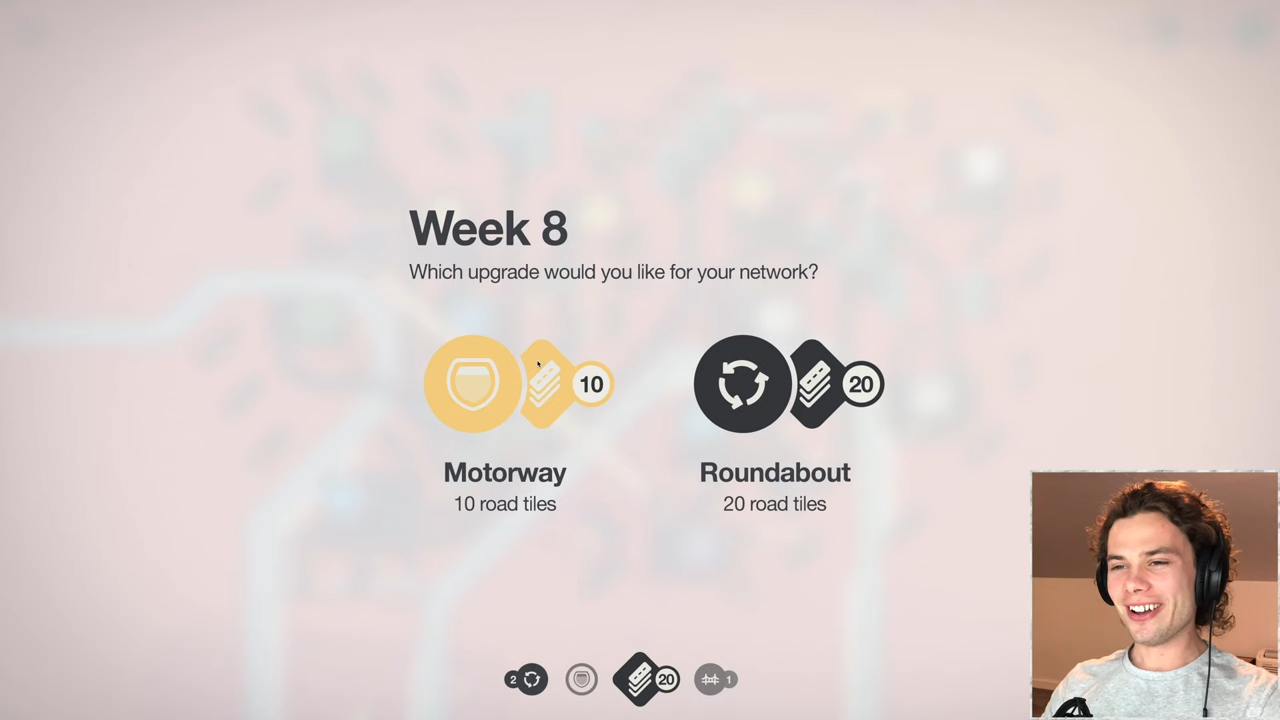 Week 8
Which upgrade would you like for your network?
10
20
Motorway
Roundabout
10 road tiles
20 road tiles
2
20
1